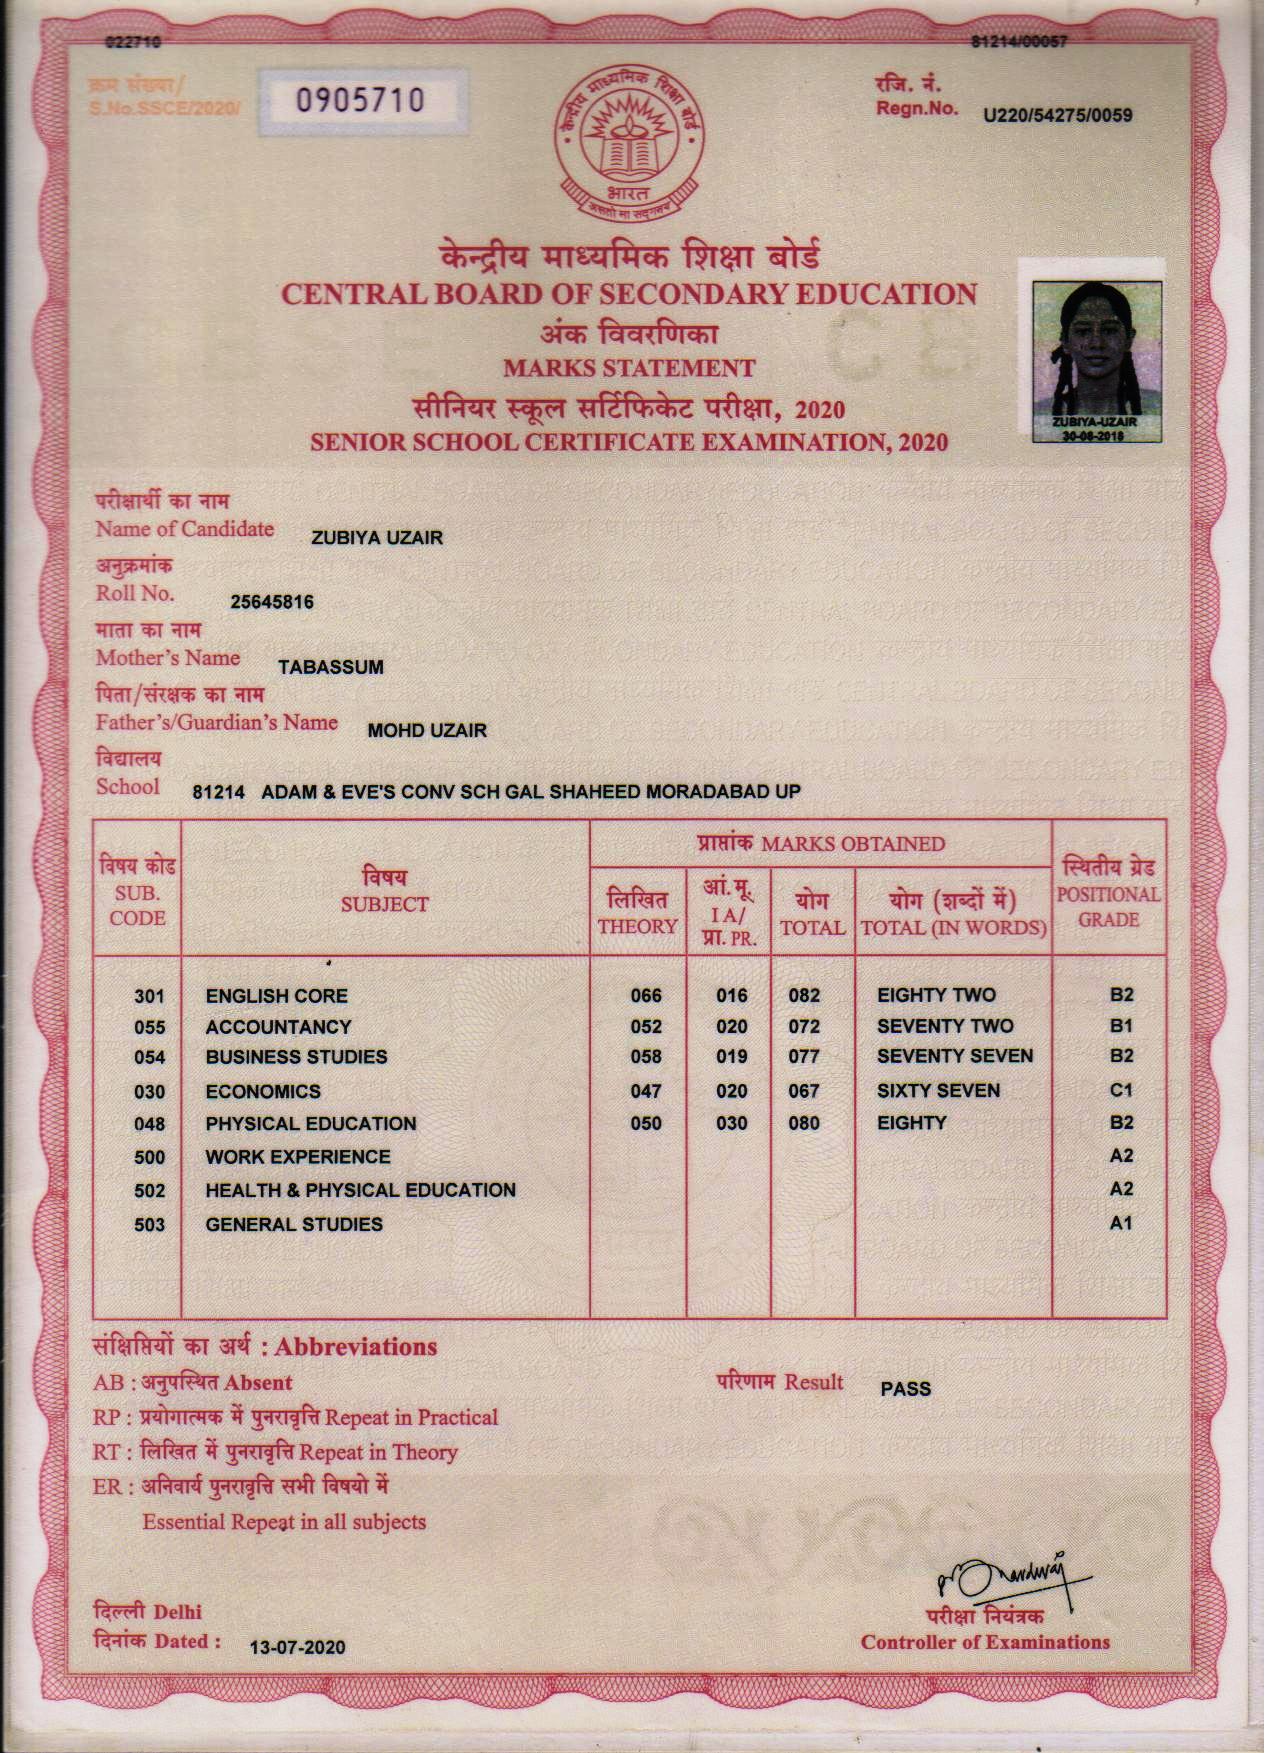 022710
81214/00057
क्रम संख्या/
S.No.SSCE/2020/ 0905710
रजि. नं.
Regn.No. U220/54275/0059
केन्द्रीय माध्यमिक शिक्षा बोर्ड
भारत
असतो मा सद्गमय
केन्द्रीय माध्यमिक शिक्षा बोर्ड
CENTRAL BOARD OF SECONDARY EDUCATION
अंक विवरणिका
MARKS STATEMENT
सीनियर स्कूल सर्टिफिकेट परीक्षा, 2020
SENIOR SCHOOL CERTIFICATE EXAMINATION, 2020
ZUBIYA-UZAIR
30-08-2018
परीक्षार्थी का नाम
Name of Candidate ZUBIYA UZAIR
अनुक्रमांक
Roll No. 25645816
माता का नाम
Mother's Name TABASSUM
पिता/संरक्षक का नाम
Father's/Guardian's Name MOHD UZAIR
विद्यालय
School 81214 ADAM & EVE'S CONV SCH GAL SHAHEED MORADABAD UP
विषय कोड
SUB.
CODE
विषय
SUBJECT
प्राप्तांक MARKS OBTAINED
लिखित
THEORY
आं.मू.
I A/
प्रा. PR.
योग
TOTAL
योग (शब्दों में)
TOTAL (IN WORDS)
स्थितीय ग्रेड
POSITIONAL
GRADE
301 ENGLISH CORE 066 016 082 EIGHTY TWO B2
055 ACCOUNTANCY 052 020 072 SEVENTY TWO B1
054 BUSINESS STUDIES 058 019 077 SEVENTY SEVEN B2
030 ECONOMICS 047 020 067 SIXTY SEVEN C1
048 PHYSICAL EDUCATION 050 030 080 EIGHTY B2
500 WORK EXPERIENCE A2
502 HEALTH & PHYSICAL EDUCATION A2
503 GENERAL STUDIES A1
संक्षिप्तियों का अर्थ : Abbreviations
AB : अनुपस्थित Absent
परिणाम Result PASS
RP : प्रयोगात्मक में पुनरावृत्ति Repeat in Practical
RT : लिखित में पुनरावृत्ति Repeat in Theory
ER : अनिवार्य पुनरावृत्ति सभी विषयो में
Essential Repeat in all subjects
दिल्ली Delhi
दिनांक Dated : 13-07-2020
परीक्षा नियंत्रक
Controller of Examinations